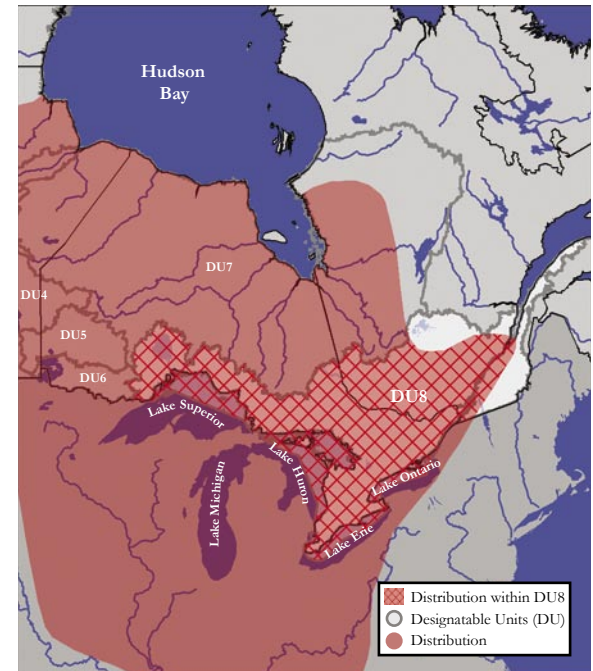 Hudson
Bay
DU7
DU4
DU5
DU6
DU8
Lake Superior
Lake Huron
Lake Michigan
Lake Ontario
Lake Erie
Distribution within DU8
Designatable Units (DU)
Distribution